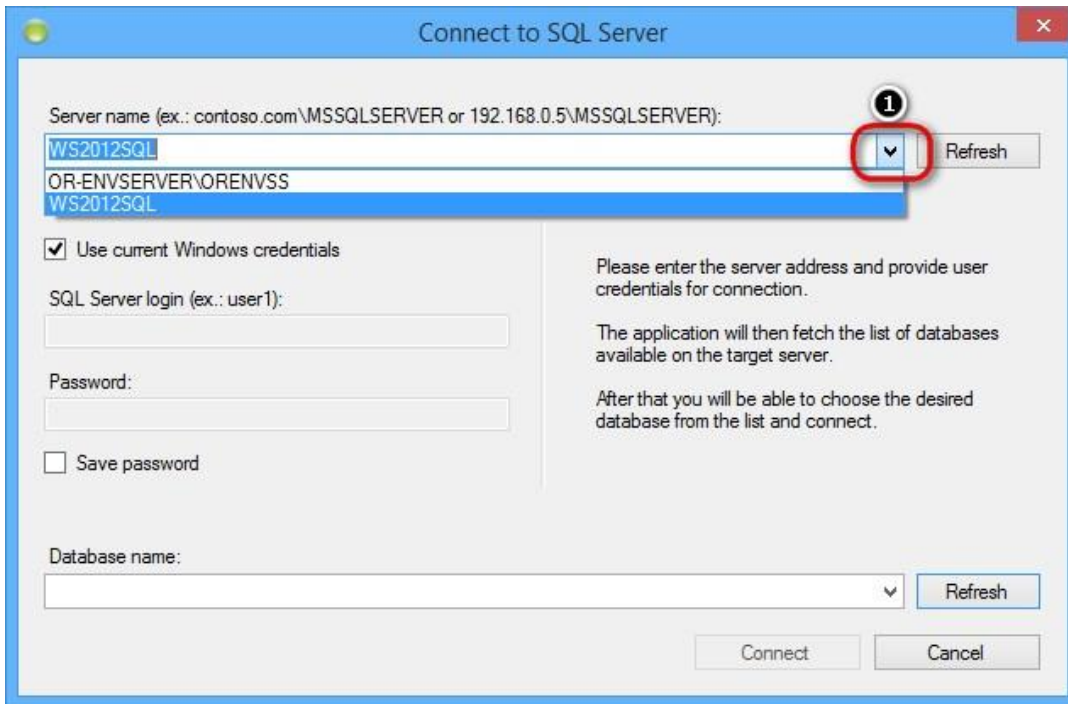 Connect to SQL Server
Server name (ex.: contoso.com\MSSQLSERVER or 192.168.0.5\MSSQLSERVER):
1
WS2012SQL
Refresh
OR-ENVSERVER\ORENVSS
WS2012SQL
Use current Windows credentials
SQL Server login (ex.: user1):
Password:
Save password
Please enter the server address and provide user
credentials for connection.
The application will then fetch the list of databases
available on the target server.
After that you will be able to choose the desired
database from the list and connect.
Database name:
Refresh
Connect
Cancel